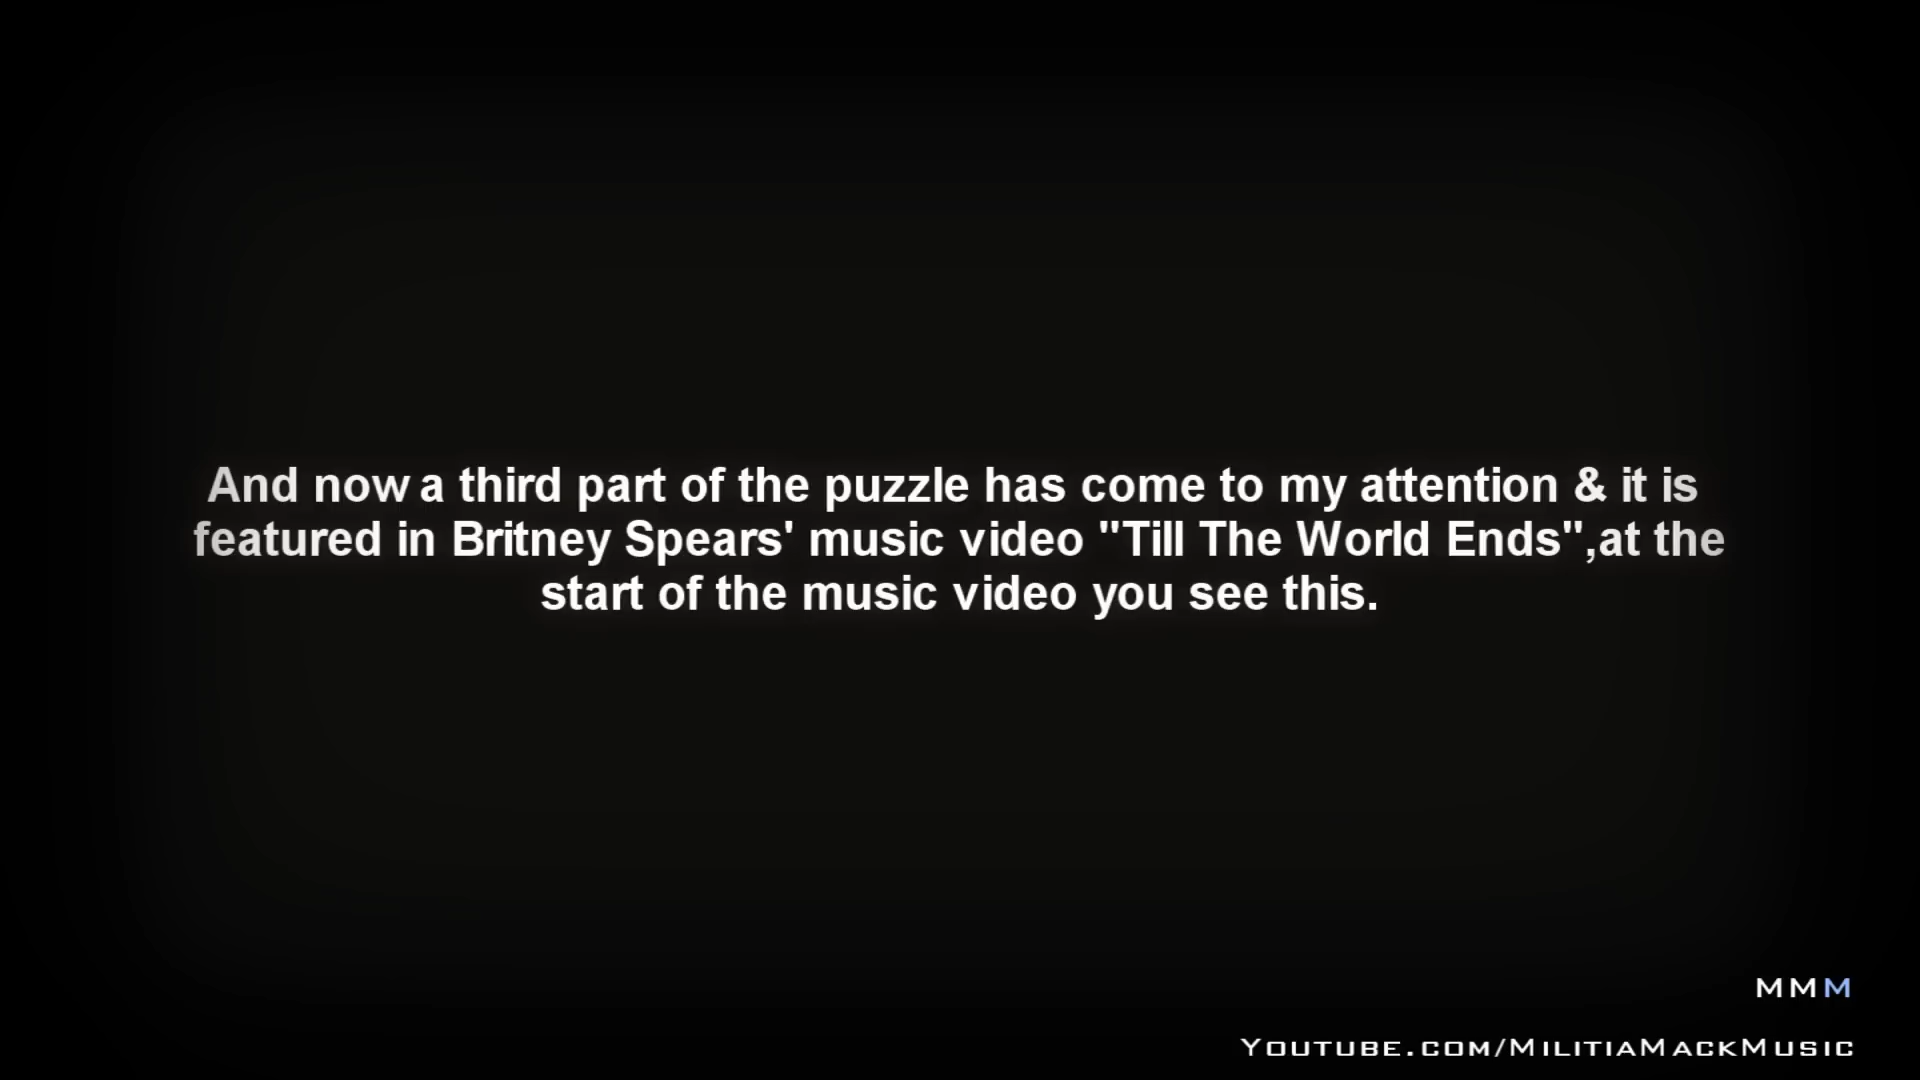 And now a third part of the puzzle has come to my attention & it is
featured in Britney Spears' music video "Till The World Ends",at the
start of the music video you see this.
MMM
YOUTUBE.COM/MILITIAMACKMUSIC